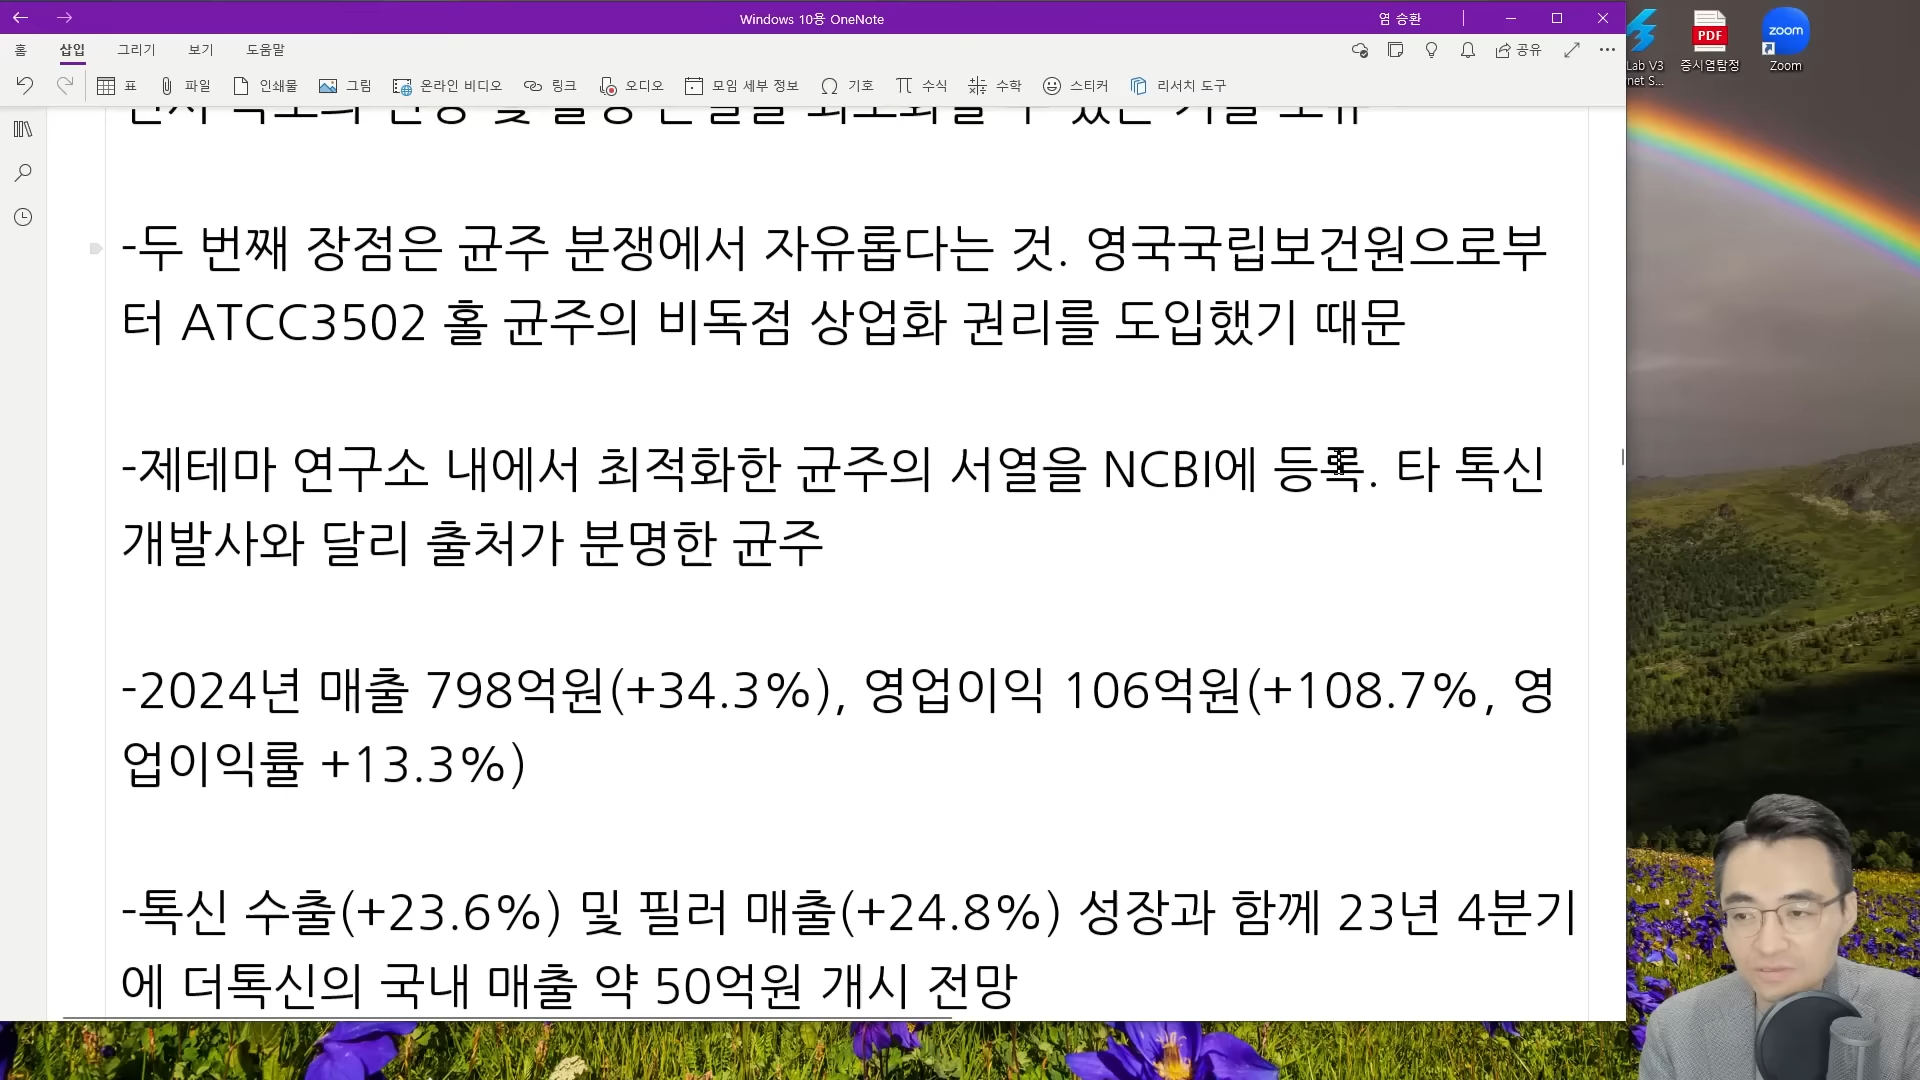 Windows 10용 OneNote
염 승환
홈 삽입 그리기 보기 도움말
공유
표 파일 인쇄물 그림 온라인 비디오 링크 오디오 모임 세부 정보 기호 수식 수학 스티커 리서치 도구
-두 번째 장점은 균주 분쟁에서 자유롭다는 것. 영국국립보건원으로부
터 ATCC3502 홀 균주의 비독점 상업화 권리를 도입했기 때문
-제테마 연구소 내에서 최적화한 균주의 서열을 NCBI에 등록. 타 톡신
개발사와 달리 출처가 분명한 균주
-2024년 매출 798억원(+34.3%), 영업이익 106억원(+108.7%, 영
업이익률 +13.3%)
-톡신 수출(+23.6%) 및 필러 매출(+24.8%) 성장과 함께 23년 4분기
에 더톡신의 국내 매출 약 50억원 개시 전망
Lab V3
net S...
PDF
증시염탐정
zoom
Zoom